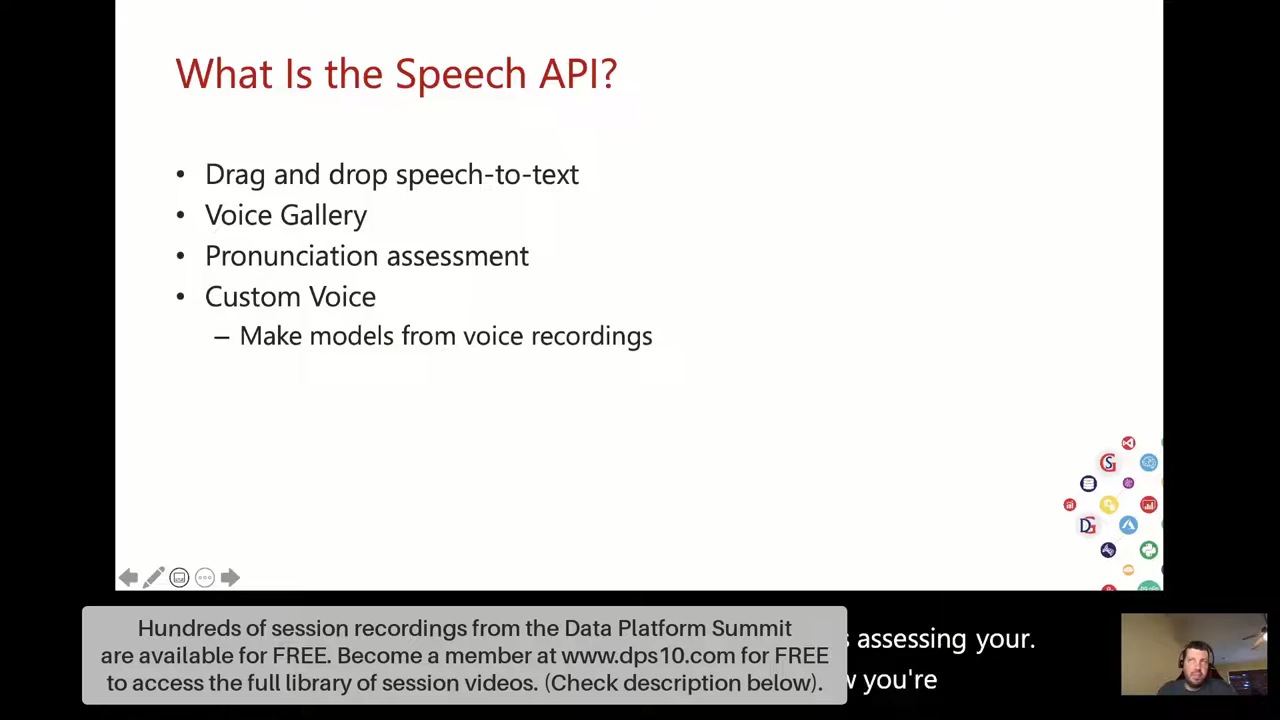 What Is the Speech API?
• Drag and drop speech-to-text
• Voice Gallery
• Pronunciation assessment
• Custom Voice
– Make models from voice recordings
Hundreds of session recordings from the Data Platform Summit
are available for FREE. Become a member at www.dps10.com for FREE
to access the full library of session videos. (Check description below).
assessing your.
you're